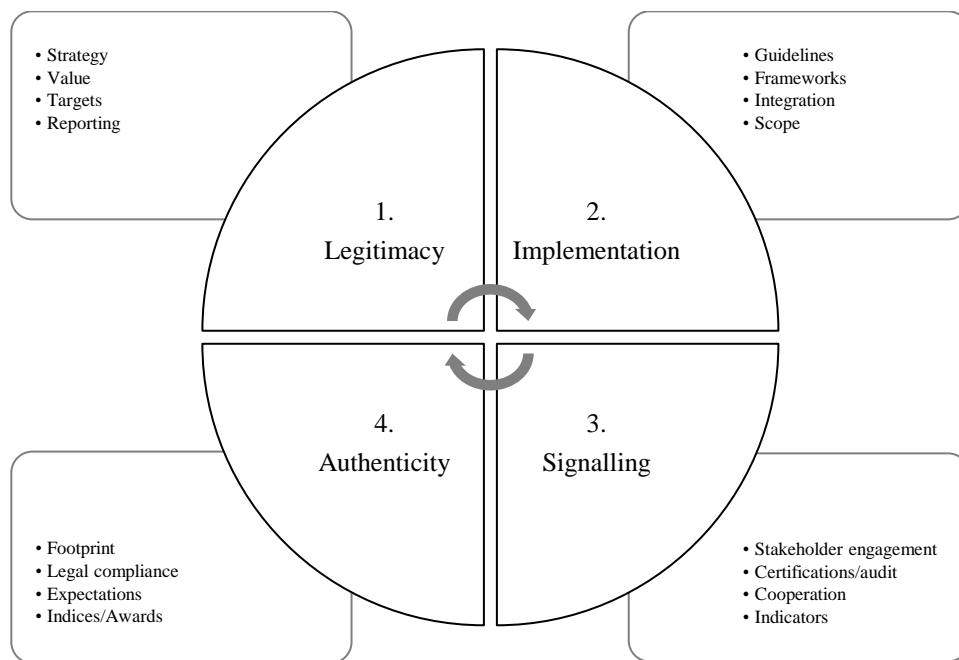 • Strategy
• Value
• Targets
• Reporting
• Guidelines
• Frameworks
• Integration
• Scope
1.
Legitimacy
2.
Implementation
4.
Authenticity
3.
Signalling
• Footprint
• Legal compliance
• Expectations
• Indices/Awards
• Stakeholder engagement
• Certifications/audit
• Cooperation
• Indicators